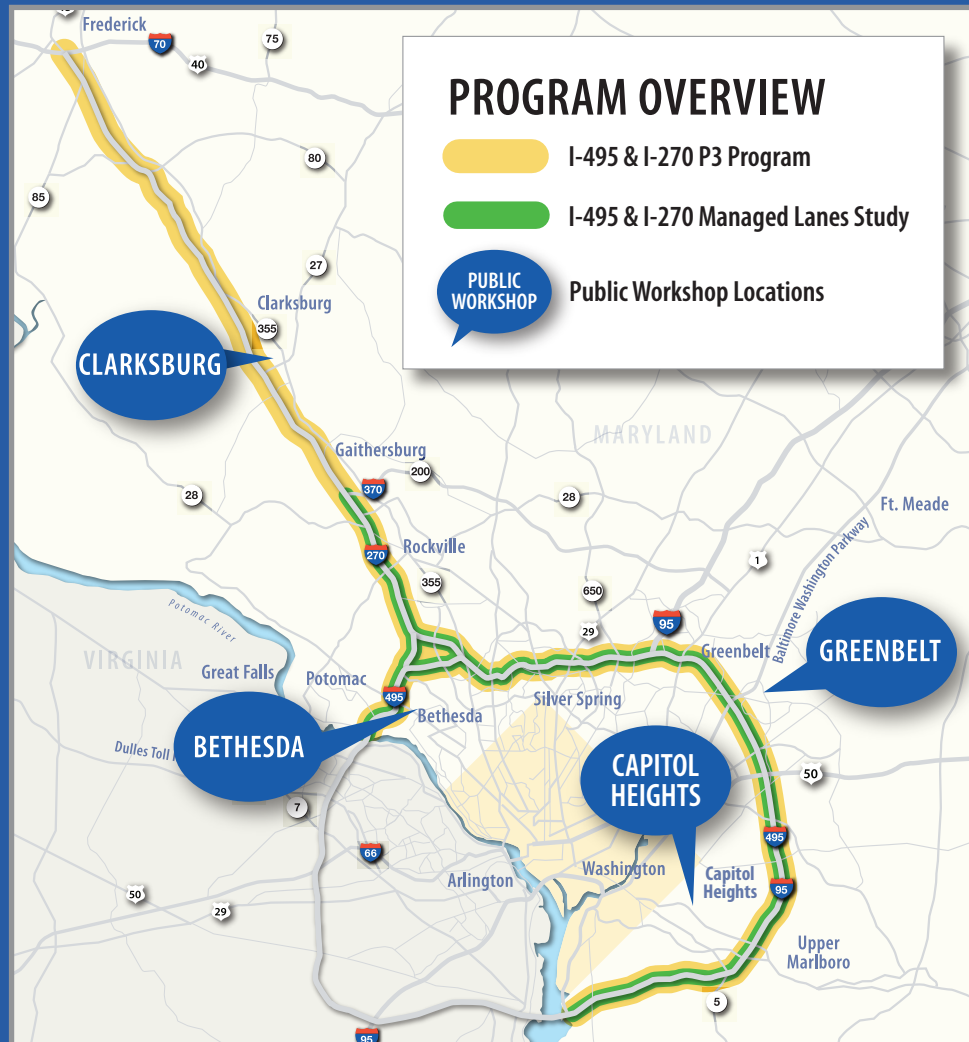 Frederick
70
75
40
PROGRAM OVERVIEW
I-495 & I-270 P3 Program
I-495 & I-270 Managed Lanes Study
PUBLIC
WORKSHOP
Public Workshop Locations
80
85
27
Clarksburg
355
CLARKSBURG
MARYLAND
Gaithersburg
200
370
28
28
Ft. Meade
270
Rockville
355
650
1
Baltimore Washington Parkway
Potomac River
29
95
Greenbelt
GREENBELT
VIRGINIA
Great Falls
Potomac
495
Silver Spring
Bethesda
BETHESDA
Dulles Toll
CAPITOL
HEIGHTS
50
7
495
66
Arlington
Washington
Capitol
Heights
95
50
29
Upper
Marlboro
5
95